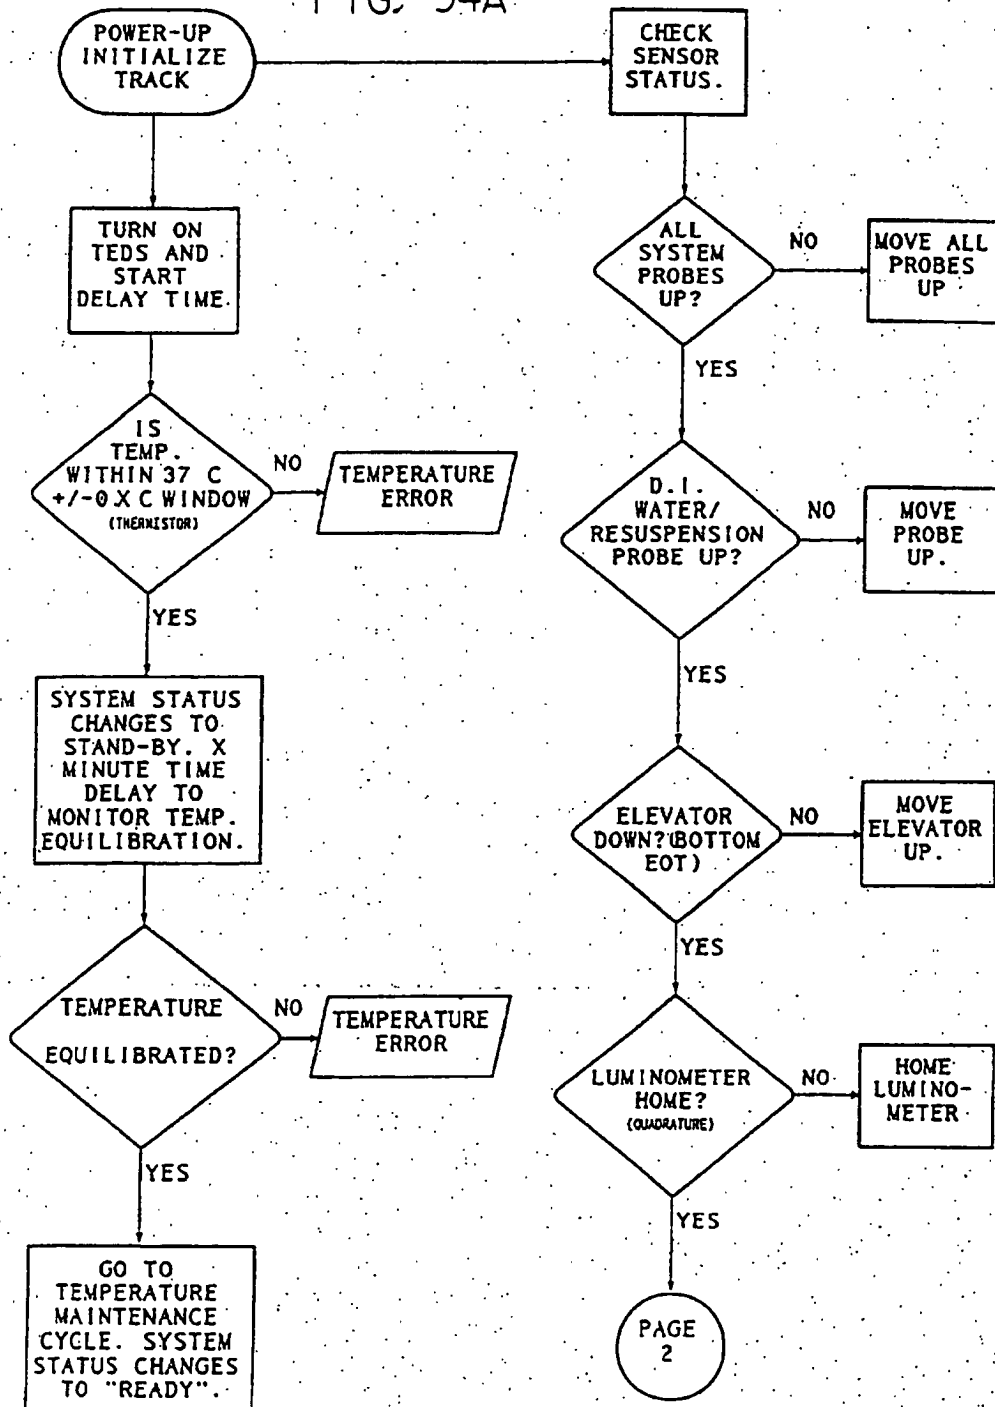 FIG. 54A
POWER-UP
INITIALIZE
TRACK
TURN ON
TEDS AND
START
DELAY TIME.
IS
TEMP.
WITHIN 37 C
+/-0 X C WINDOW
(THERMISTOR)
NO
TEMPERATURE
ERROR
YES
SYSTEM STATUS
CHANGES TO
STAND-BY. X
MINUTE TIME
DELAY TO
MONITOR TEMP.
EQUILIBRATION.
TEMPERATURE
EQUILIBRATED?
NO
TEMPERATURE
ERROR
YES
GO TO
TEMPERATURE
MAINTENANCE
CYCLE. SYSTEM
STATUS CHANGES
TO "READY".
CHECK
SENSOR
STATUS.
ALL
SYSTEM
PROBES
UP?
NO
MOVE ALL
PROBES
UP
YES
D.I.
WATER/
RESUSPENSION
PROBE UP?
NO
MOVE
PROBE
UP.
YES
ELEVATOR
DOWN?(BOTTOM
EOT)
NO
MOVE
ELEVATOR
UP.
YES
LUMINOMETER
HOME?
(QUADRATURE)
NO
HOME
LUMINO-
METER
YES
PAGE
2